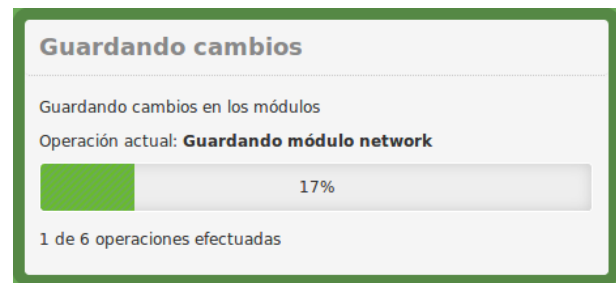 Guardando cambios
Guardando cambios en los módulos
Operación actual: Guardando módulo network
17%
1 de 6 operaciones efectuadas